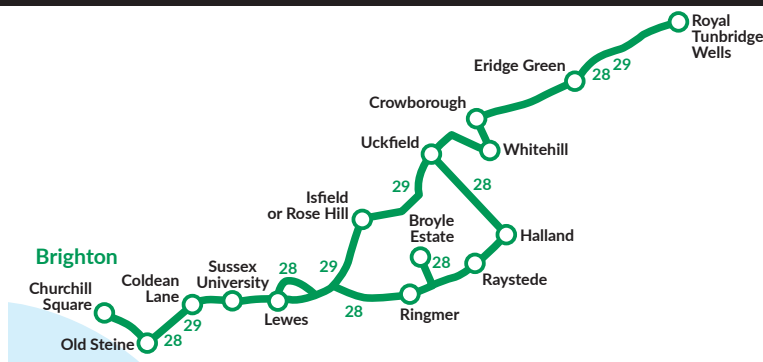 Royal
Tunbridge
Wells
Eridge Green
28 29
Crowborough
Uckfield
Whitehill
29
28
Isfield
or Rose Hill
Broyle
Estate
Halland
28
Raystede
Brighton
Churchill
Square
Coldean
Lane
Sussex
University
28
29
Lewes
28
Ringmer
29
28
Old Steine